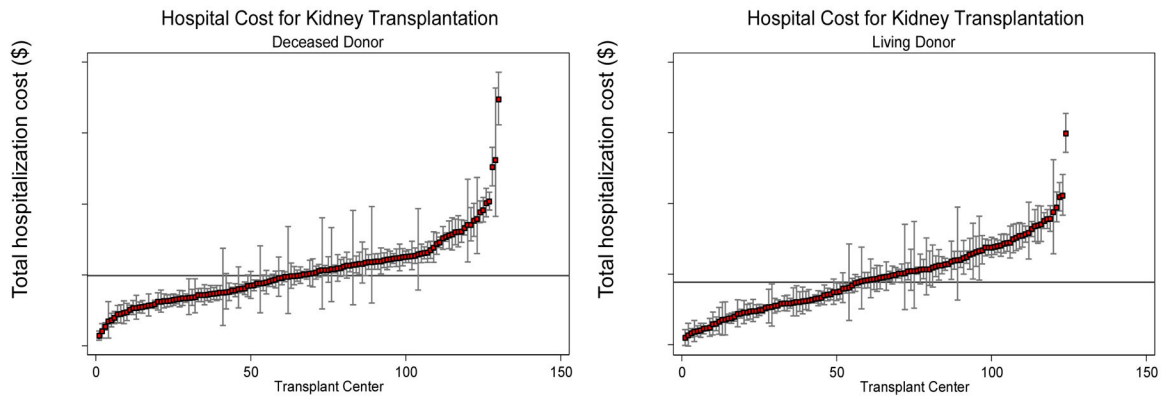 Hospital Cost for Kidney Transplantation
Deceased Donor
Total hospitalization cost ($)
0
50
100
150
Transplant Center
Hospital Cost for Kidney Transplantation
Living Donor
Total hospitalization cost ($)
0
50
100
150
Transplant Center